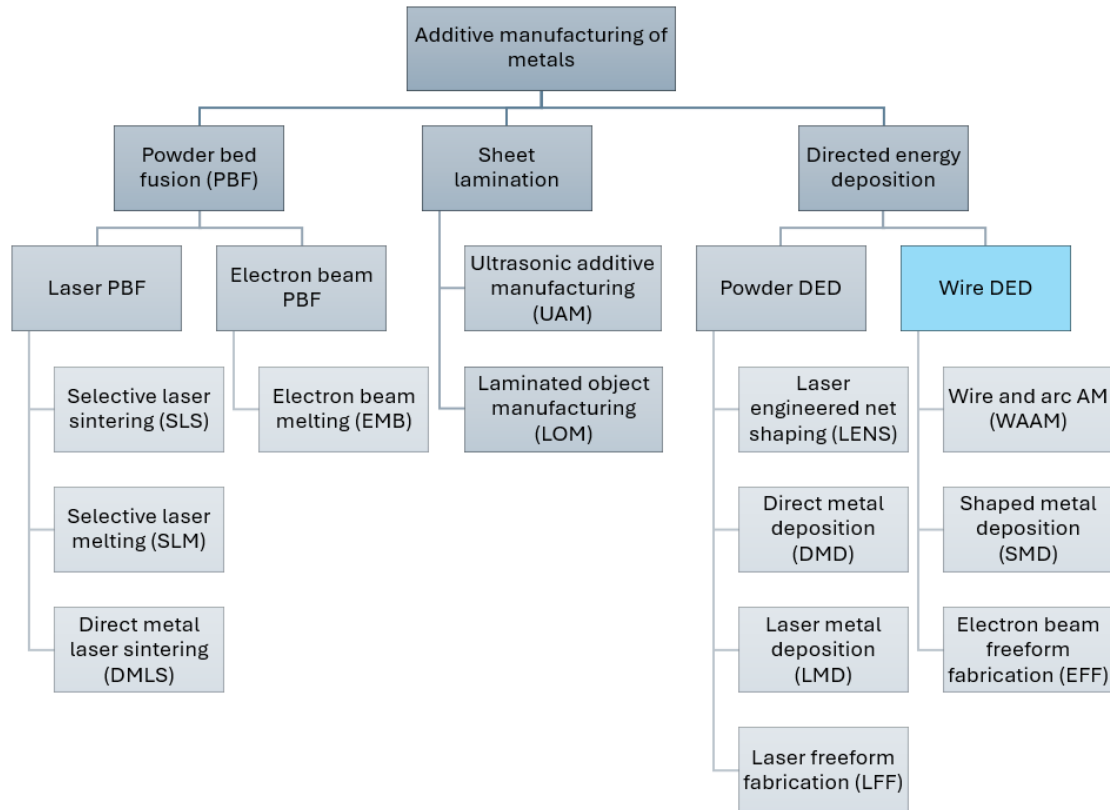 Additive manufacturing of
metals
Powder bed
fusion (PBF)
Sheet
lamination
Directed energy
deposition
Laser PBF
Electron beam
PBF
Ultrasonic additive
manufacturing
(UAM)
Powder DED
Wire DED
Selective laser
sintering (SLS)
Electron beam
melting (EMB)
Laminated object
manufacturing
(LOM)
Laser
engineered net
shaping (LENS)
Wire and arc AM
(WAAM)
Selective laser
melting (SLM)
Direct metal
deposition
(DMD)
Shaped metal
deposition
(SMD)
Direct metal
laser sintering
(DMLS)
Laser metal
deposition
(LMD)
Electron beam
freeform
fabrication (EFF)
Laser freeform
fabrication (LFF)